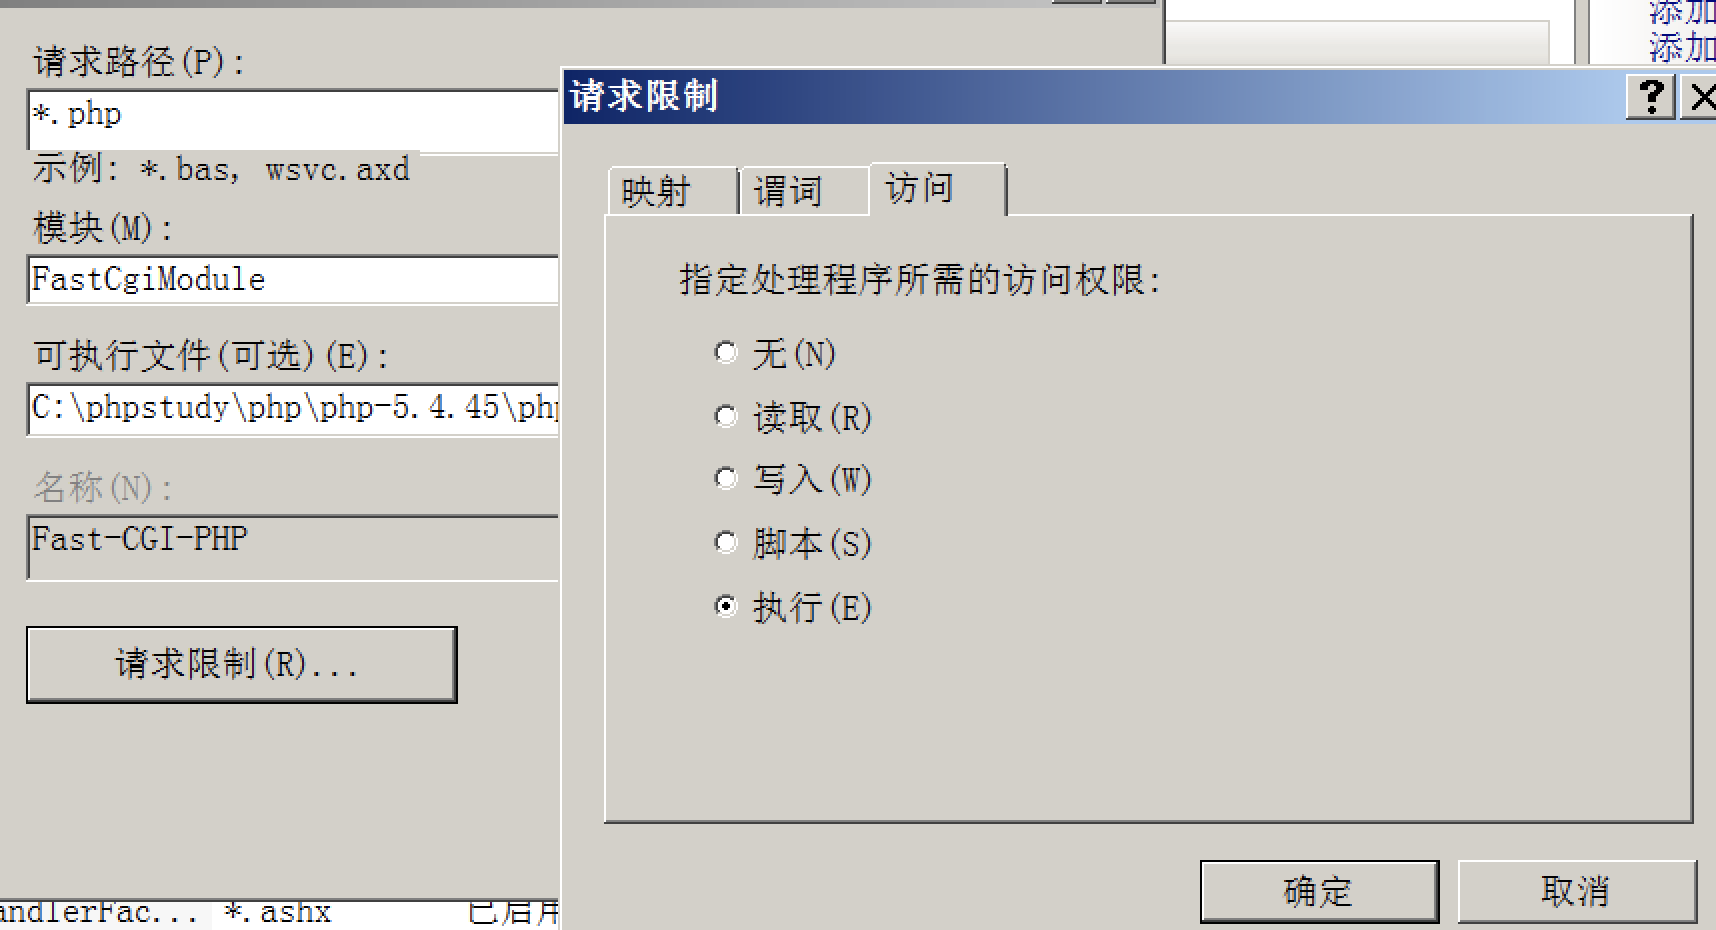 添加
添加
请求路径(P):
*.php
示例: *.bas, wsvc.axd
模块(M):
FastCgiModule
可执行文件(可选)(E):
C:\phpstudy\php\php-5.4.45\php
名称(N):
Fast-CGI-PHP
请求限制(R)...
请求限制
映射 谓词 访问
指定处理程序所需的访问权限:
无(N)
读取(R)
写入(W)
脚本(S)
执行(E)
确定 取消
andlerFac... *.ashx 已启用